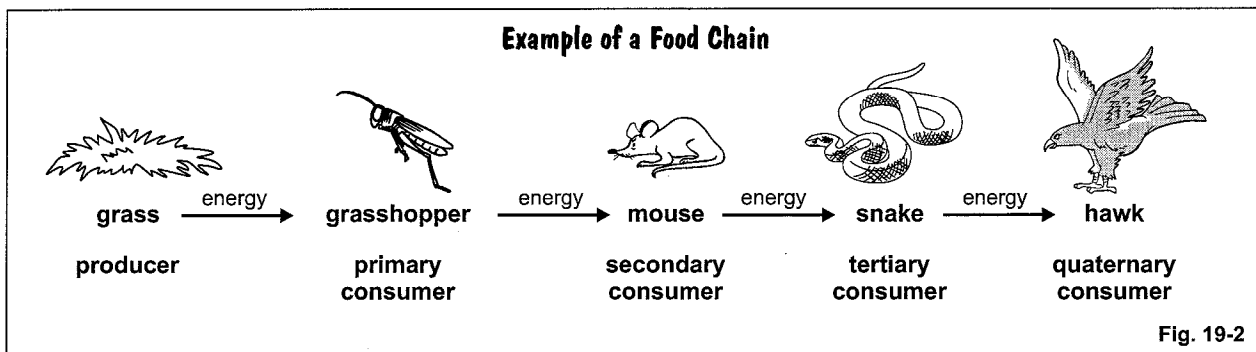 Example of a Food Chain
energy energy energy energy
grass grasshopper mouse snake hawk
producer primary secondary tertiary quaternary
consumer consumer consumer consumer
Fig. 19-2